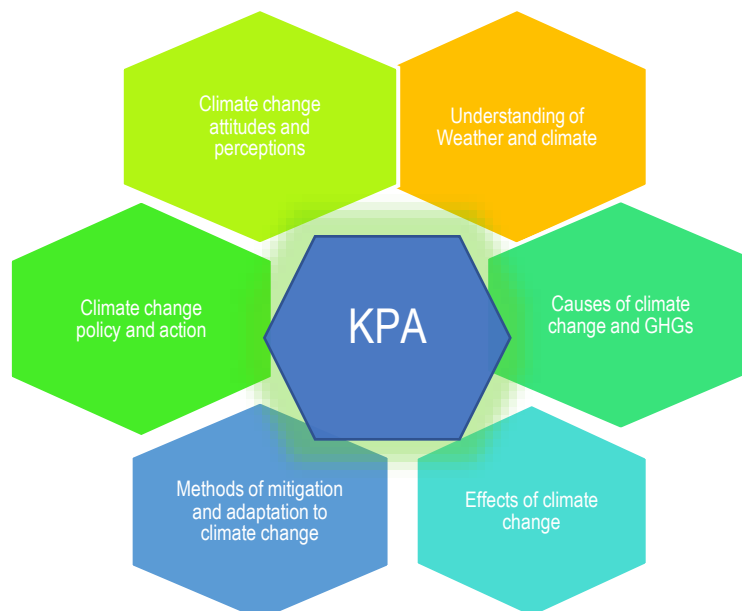 Climate change
attitudes and
perceptions
Understanding of
Weather and climate
Climate change
policy and action
KPA
Causes of climate
change and GHGs
Methods of mitigation
and adaptation to
climate change
Effects of climate
change